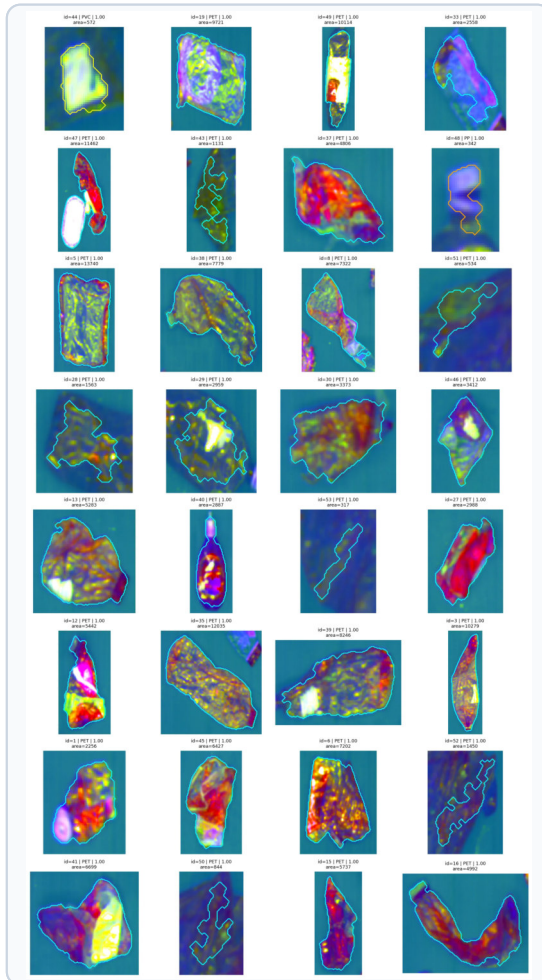 id=44 | PVC | 1.00
area=572
id=19 | PET | 1.00
area=9721
id=49 | PET | 1.00
area=10114
id=33 | PET | 1.00
area=2558
id=47 | PET | 1.00
area=11462
id=43 | PET | 1.00
area=1131
id=37 | PET | 1.00
area=4806
id=48 | PP | 1.00
area=342
id=5 | PET | 1.00
area=13740
id=38 | PET | 1.00
area=7779
id=8 | PET | 1.00
area=7322
id=51 | PET | 1.00
area=534
id=28 | PET | 1.00
area=1563
id=29 | PET | 1.00
area=2959
id=30 | PET | 1.00
area=3373
id=46 | PET | 1.00
area=3412
id=13 | PET | 1.00
area=5283
id=40 | PET | 1.00
area=2887
id=53 | PET | 1.00
area=317
id=27 | PET | 1.00
area=2988
id=12 | PET | 1.00
area=5442
id=35 | PET | 1.00
area=12035
id=39 | PET | 1.00
area=8246
id=3 | PET | 1.00
area=10279
id=1 | PET | 1.00
area=2256
id=45 | PET | 1.00
area=8427
id=6 | PET | 1.00
area=7202
id=52 | PET | 1.00
area=1450
id=41 | PET | 1.00
area=6699
id=50 | PET | 1.00
area=844
id=15 | PET | 1.00
area=5737
id=16 | PET | 1.00
area=4992